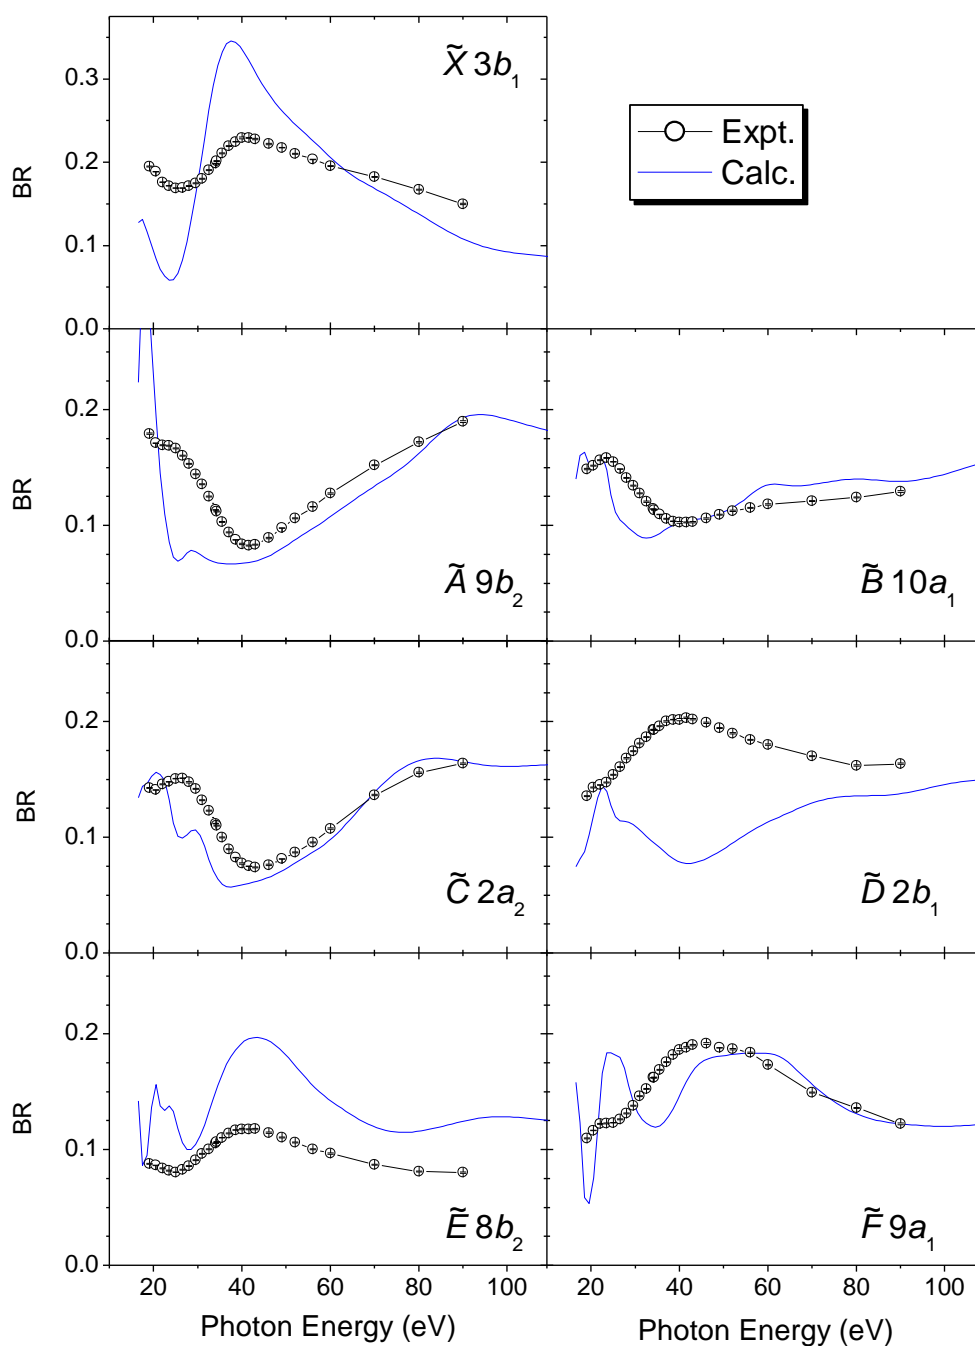 X̃ 3b₁
Expt.
Calc.
BR
0.3
0.2
0.1
0.0
Ã 9b₂
B̃ 10a₁
0.2
0.1
0.0
BR
C̃ 2a₂
D̃ 2b₁
0.2
0.1
0.0
BR
Ẽ 8b₂
F̃ 9a₁
0.2
0.1
0.0
BR
20 40 60 80 100
20 40 60 80 100
Photon Energy (eV)
Photon Energy (eV)